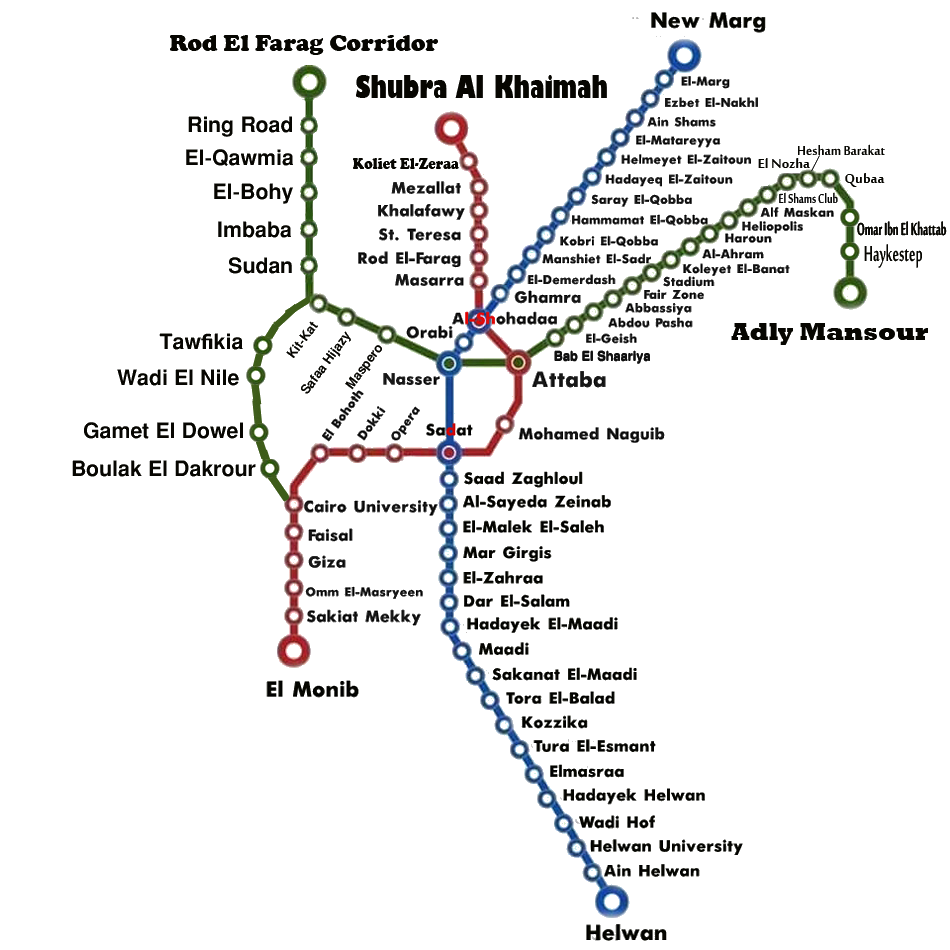 New Marg
Rod El Farag Corridor
Shubra Al Khaimah
El-Marg
Ezbet El-Nakhl
Ain Shams
El-Matareyya
Helmeyet El-Zaitoun
Hadayeq El-Zaitoun
Saray El-Qobba
Hammamat El-Qobba
Kobri El-Qobba
Manshiet El-Sadr
El-Demerdash
Ghamra
Al-Shohadaa
Orabi
Nasser
Ring Road
El-Qawmia
El-Bohy
Imbaba
Sudan
Kit-Kat
Safaa Hijazy
Maspero
Tawfikia
Wadi El Nile
Gamet El Dowel
Boulak El Dakrour
Koliet El-Zeraa
Mezallat
Khalafawy
St. Teresa
Rod El-Farag
Masarra
Hesham Barakat
El Nozha
Qubaa
El Shams Club
Alf Maskan
Omar Ibn El Khattab
Heliopolis
Haroun
Haykestep
Al-Ahram
Koleyet El-Banat
Stadium
Fair Zone
Abbassiya
Abdou Pasha
El-Geish
Bab El Shaariya
Adly Mansour
Attaba
El Bohoth
Dokki
Opera
Sadat
Mohamed Naguib
Cairo University
Faisal
Giza
Omm El-Masryeen
Sakiat Mekky
El Monib
Saad Zaghloul
Al-Sayeda Zeinab
El-Malek El-Saleh
Mar Girgis
El-Zahraa
Dar El-Salam
Hadayek El-Maadi
Maadi
Sakanat El-Maadi
Tora El-Balad
Kozzika
Tura El-Esmant
Elmasraa
Hadayek Helwan
Wadi Hof
Helwan University
Ain Helwan
Helwan